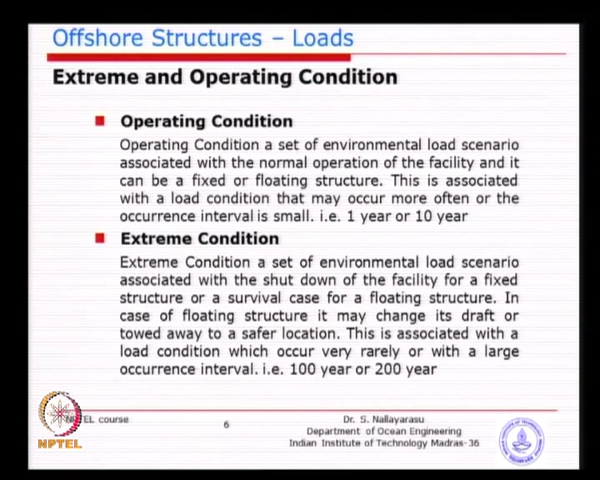 Offshore Structures – Loads
Extreme and Operating Condition
Operating Condition
Operating Condition a set of environmental load scenario
associated with the normal operation of the facility and it
can be a fixed or floating structure. This is associated
with a load condition that may occur more often or the
occurrence interval is small. i.e. 1 year or 10 year
Extreme Condition
Extreme Condition a set of environmental load scenario
associated with the shut down of the facility for a fixed
structure or a survival case for a floating structure. In
case of floating structure it may change its draft or
towed away to a safer location. This is associated with a
load condition which occur very rarely or with a large
occurrence interval. i.e. 100 year or 200 year
NPTEL course
6
Dr. S. Nallayarasu
Department of Ocean Engineering
Indian Institute of Technology Madras-36
NPTEL